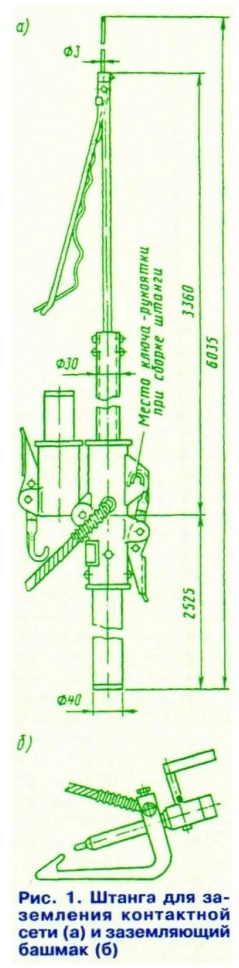 а)
Ф3
3360
6035
Место ключа-рукоятки
при сборке штанги
Ф30
2525
Ф40
б)
Рис. 1. Штанга для за-
земления контактной
сети (а) и заземляющий
башмак (б)